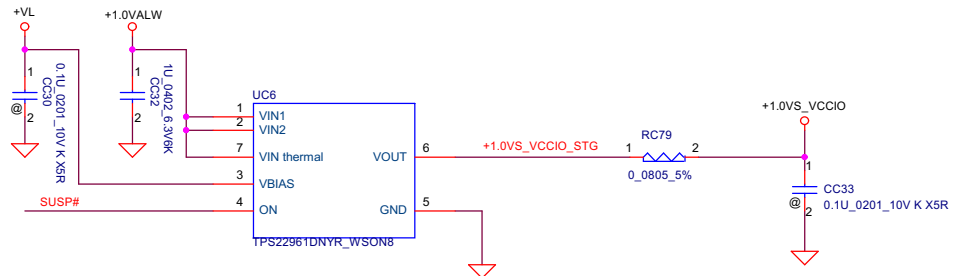 +VL
+1.0VALW
1
0.1U_0201_10V K X5R
CC30
@
2
1
1U_0402_6.3V6K
CC32
2
UC6
1
VIN1
2
VIN2
7
VIN thermal
VOUT
6
3
VBIAS
SUSP#
4
ON
GND
5
TPS22961DNYR_WSON8
+1.0VS_VCCIO_STG
RC79
1
2
0_0805_5%
+1.0VS_VCCIO
1
CC33
@
0.1U_0201_10V K X5R
2